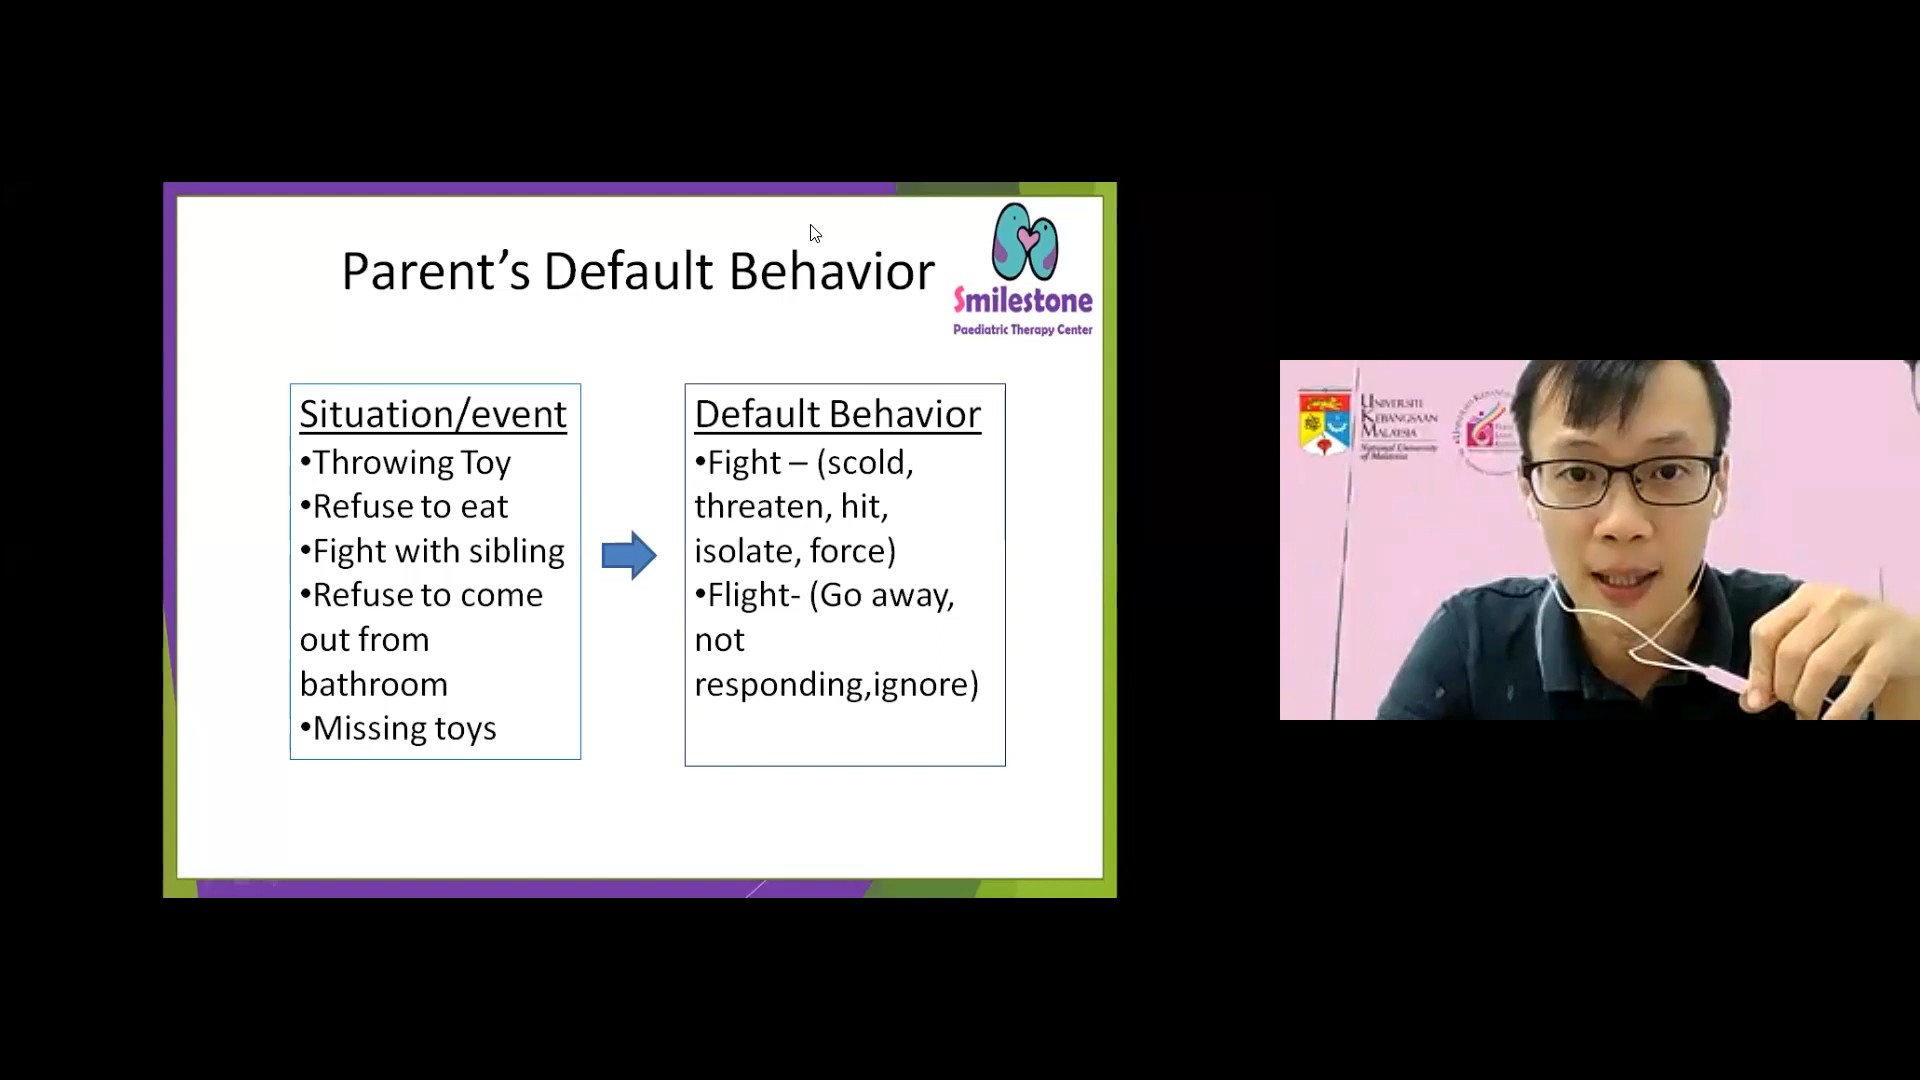 Parent’s Default Behavior
Smilestone
Paediatric Therapy Center
Situation/event
•Throwing Toy
•Refuse to eat
•Fight with sibling
•Refuse to come
out from
bathroom
•Missing toys
Default Behavior
•Fight – (scold,
threaten, hit,
isolate, force)
•Flight- (Go away,
not
responding,ignore)
UNIVERSITI
KEBANGSAAN
MALAYSIA
National University
of Malaysia